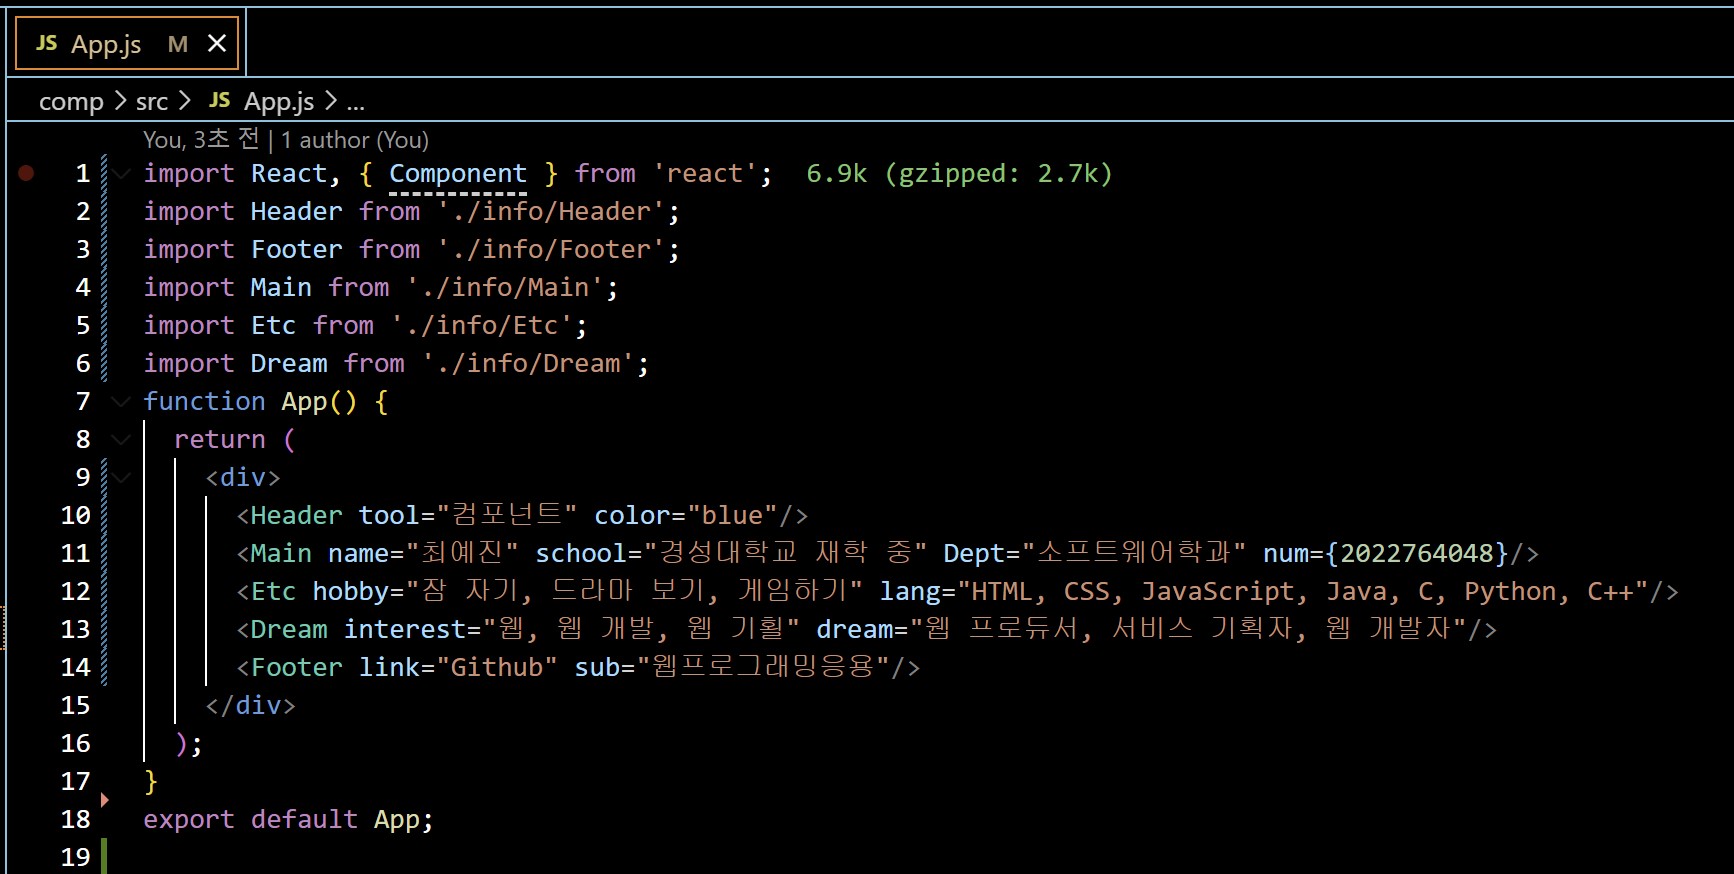 JS App.js M
comp > src > JS App.js > ...
You, 3초 전 | 1 author (You)
1 import React, { Component } from 'react'; 6.9k (gzipped: 2.7k)
2 import Header from './info/Header';
3 import Footer from './info/Footer';
4 import Main from './info/Main';
5 import Etc from './info/Etc';
6 import Dream from './info/Dream';
7 function App() {
8 return (
9 <div>
10 <Header tool="컴포넌트" color="blue"/>
11 <Main name="최예진" school="경성대학교 재학 중" Dept="소프트웨어학과" num={2022764048}/>
12 <Etc hobby="잠 자기, 드라마 보기, 게임하기" lang="HTML, CSS, JavaScript, Java, C, Python, C++"/>
13 <Dream interest="웹, 웹 개발, 웹 기획" dream="웹 프로듀서, 서비스 기획자, 웹 개발자"/>
14 <Footer link="Github" sub="웹프로그래밍응용"/>
15 </div>
16 );
17 }
18 export default App;
19